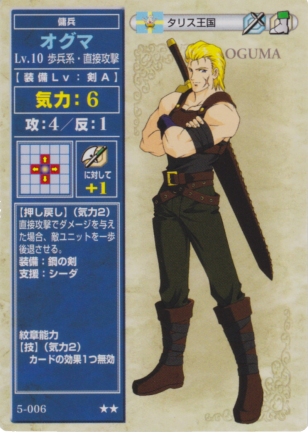 傭兵
オグマ
Lv.10 歩兵系・直接攻撃
【装備Lv:剣A】
気力:6
攻:4/反:1
に対して
+1
【押し戻し】(気力2)
直接攻撃でダメージを与え
た場合、敵ユニットを一歩
後退させる。
装備:鋼の剣
支援:シーダ
紋章能力
【技】(気力2)
カードの効果1つ無効
5-006
★★
タリス王国
OGUMA